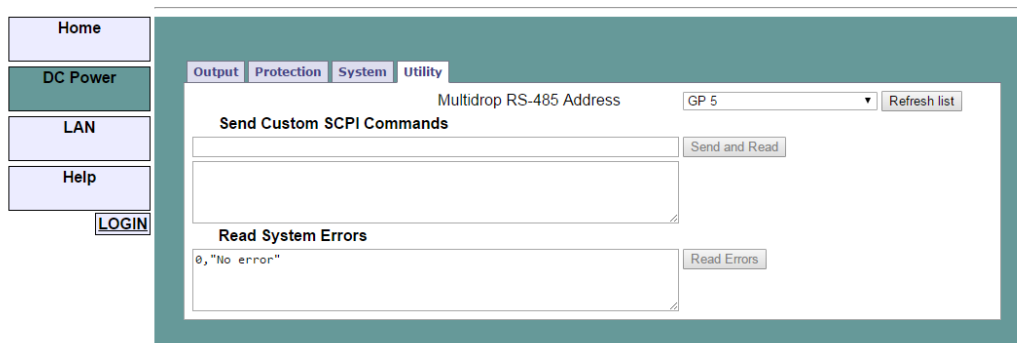 Home
DC Power
LAN
Help
LOGIN
Output Protection System Utility
Multidrop RS-485 Address GP 5 Refresh list
Send Custom SCPI Commands
Send and Read
Read System Errors
0,"No error" Read Errors